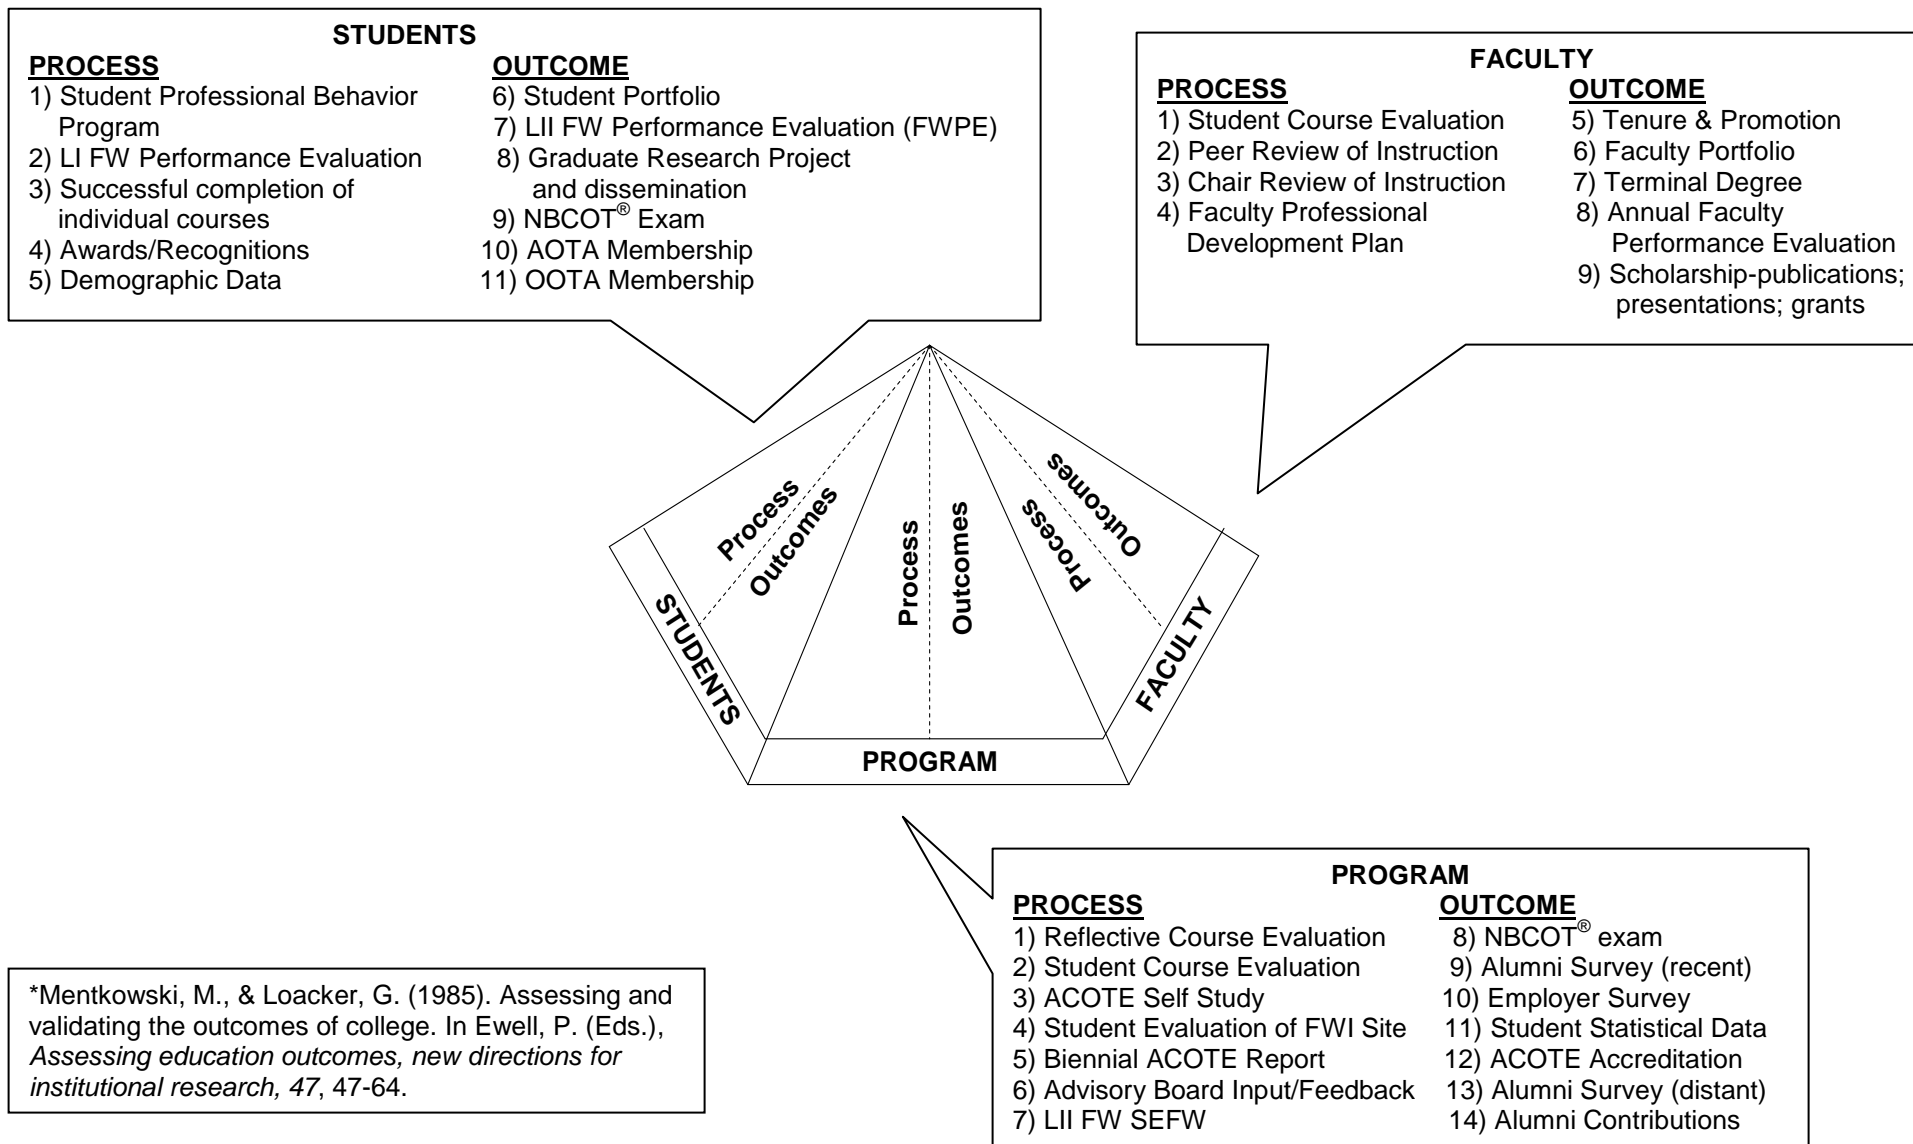 STUDENTS
PROCESS
1) Student Professional Behavior
Program
2) LI FW Performance Evaluation
3) Successful completion of
individual courses
4) Awards/Recognitions
5) Demographic Data
OUTCOME
6) Student Portfolio
7) LII FW Performance Evaluation (FWPE)
8) Graduate Research Project
and dissemination
9) NBCOT® Exam
10) AOTA Membership
11) OOTA Membership
FACULTY
PROCESS
1) Student Course Evaluation
2) Peer Review of Instruction
3) Chair Review of Instruction
4) Faculty Professional
Development Plan
OUTCOME
5) Tenure & Promotion
6) Faculty Portfolio
7) Terminal Degree
8) Annual Faculty
Performance Evaluation
9) Scholarship-publications;
presentations; grants
Process
Outcomes
STUDENTS
Process
Outcomes
PROGRAM
Process
Outcomes
FACULTY
PROGRAM
PROCESS
1) Reflective Course Evaluation
2) Student Course Evaluation
3) ACOTE Self Study
4) Student Evaluation of FWI Site
5) Biennial ACOTE Report
6) Advisory Board Input/Feedback
7) LII FW SEFW
OUTCOME
8) NBCOT® exam
9) Alumni Survey (recent)
10) Employer Survey
11) Student Statistical Data
12) ACOTE Accreditation
13) Alumni Survey (distant)
14) Alumni Contributions
*Mentkowski, M., & Loacker, G. (1985). Assessing and
validating the outcomes of college. In Ewell, P. (Eds.),
Assessing education outcomes, new directions for
institutional research, 47, 47-64.